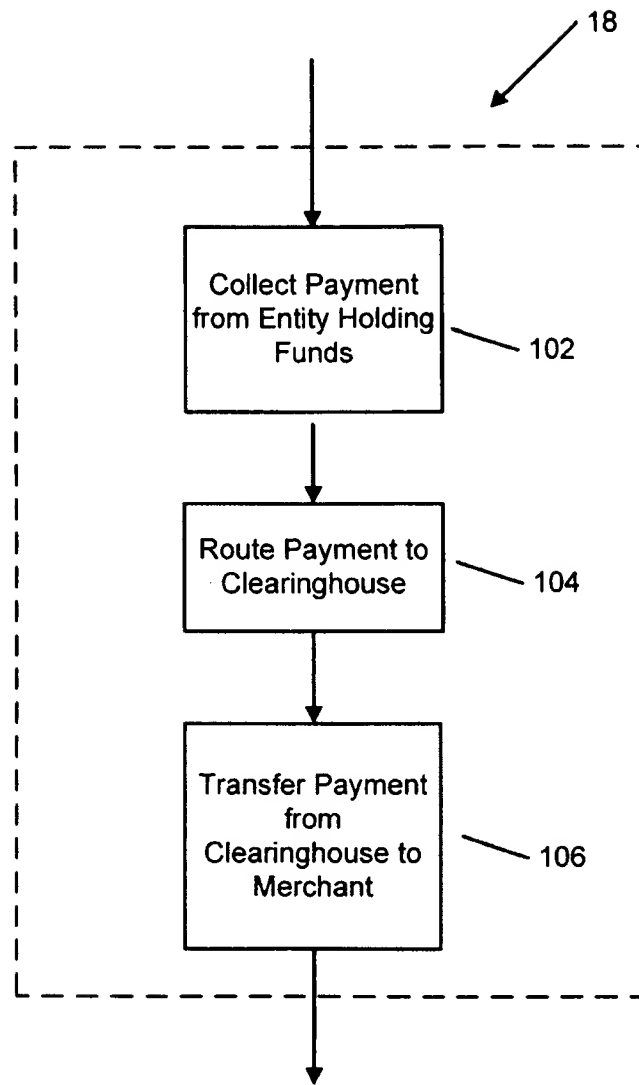 18
Collect Payment
from Entity Holding
Funds
102
Route Payment to
Clearinghouse
104
Transfer Payment
from
Clearinghouse to
Merchant
106